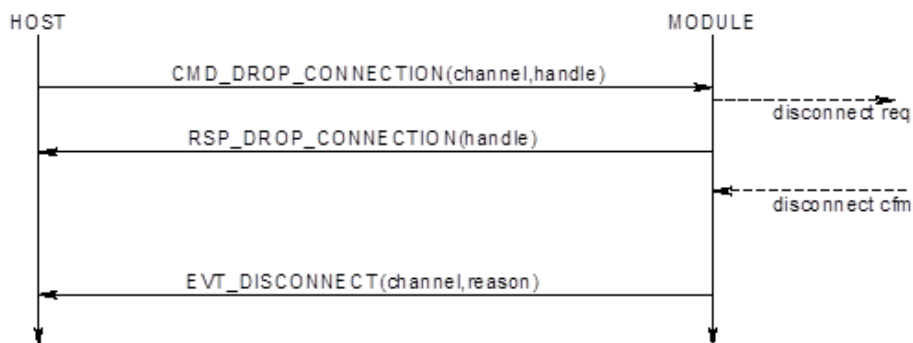 HOST
MODULE
CMD_DROP_CONNECTION(channel,handle)
disconnect req
RSP_DROP_CONNECTION(handle)
disconnect cfm
EVT_DISCONNECT(channel,reason)